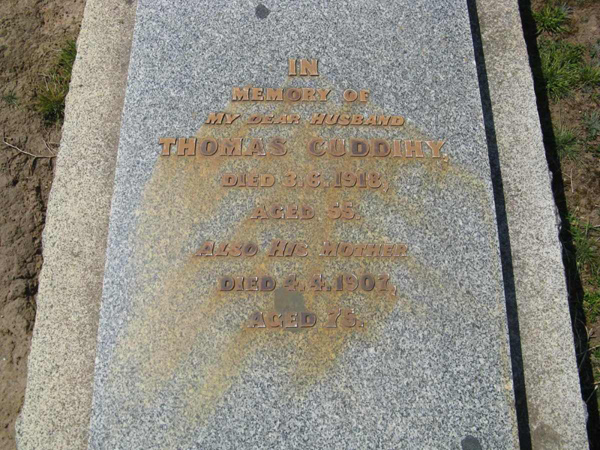 IN
MEMORY OF
MY DEAR HUSBAND
THOMAS CUDDIHY,
DIED 3.6.1918,
AGED 55.
ALSO HIS MOTHER
DIED 4.4.1907,
AGED 75.